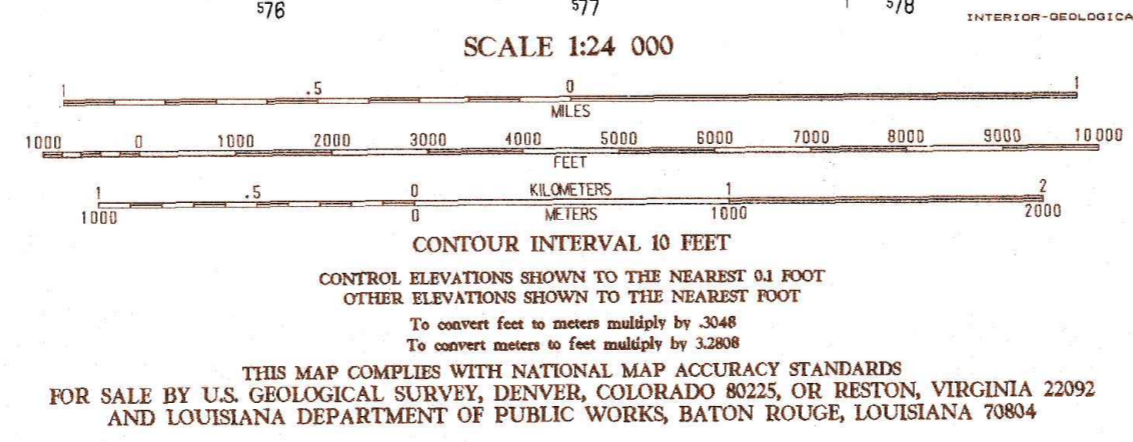 576 577 578
INTERIOR-GEOLOGICA
SCALE 1:24 000
1 .5 0 1
MILES
1000 0 1000 2000 3000 4000 5000 6000 7000 8000 9000 10 000
FEET
1 .5 0 KILOMETERS 1 2
1000 0 METERS 1000 2000
CONTOUR INTERVAL 10 FEET
CONTROL ELEVATIONS SHOWN TO THE NEAREST 0.1 FOOT
OTHER ELEVATIONS SHOWN TO THE NEAREST FOOT
To convert feet to meters multiply by .3048
To convert meters to feet multiply by 3.2808
THIS MAP COMPLIES WITH NATIONAL MAP ACCURACY STANDARDS
FOR SALE BY U.S. GEOLOGICAL SURVEY, DENVER, COLORADO 80225, OR RESTON, VIRGINIA 22092
AND LOUISIANA DEPARTMENT OF PUBLIC WORKS, BATON ROUGE, LOUISIANA 70804